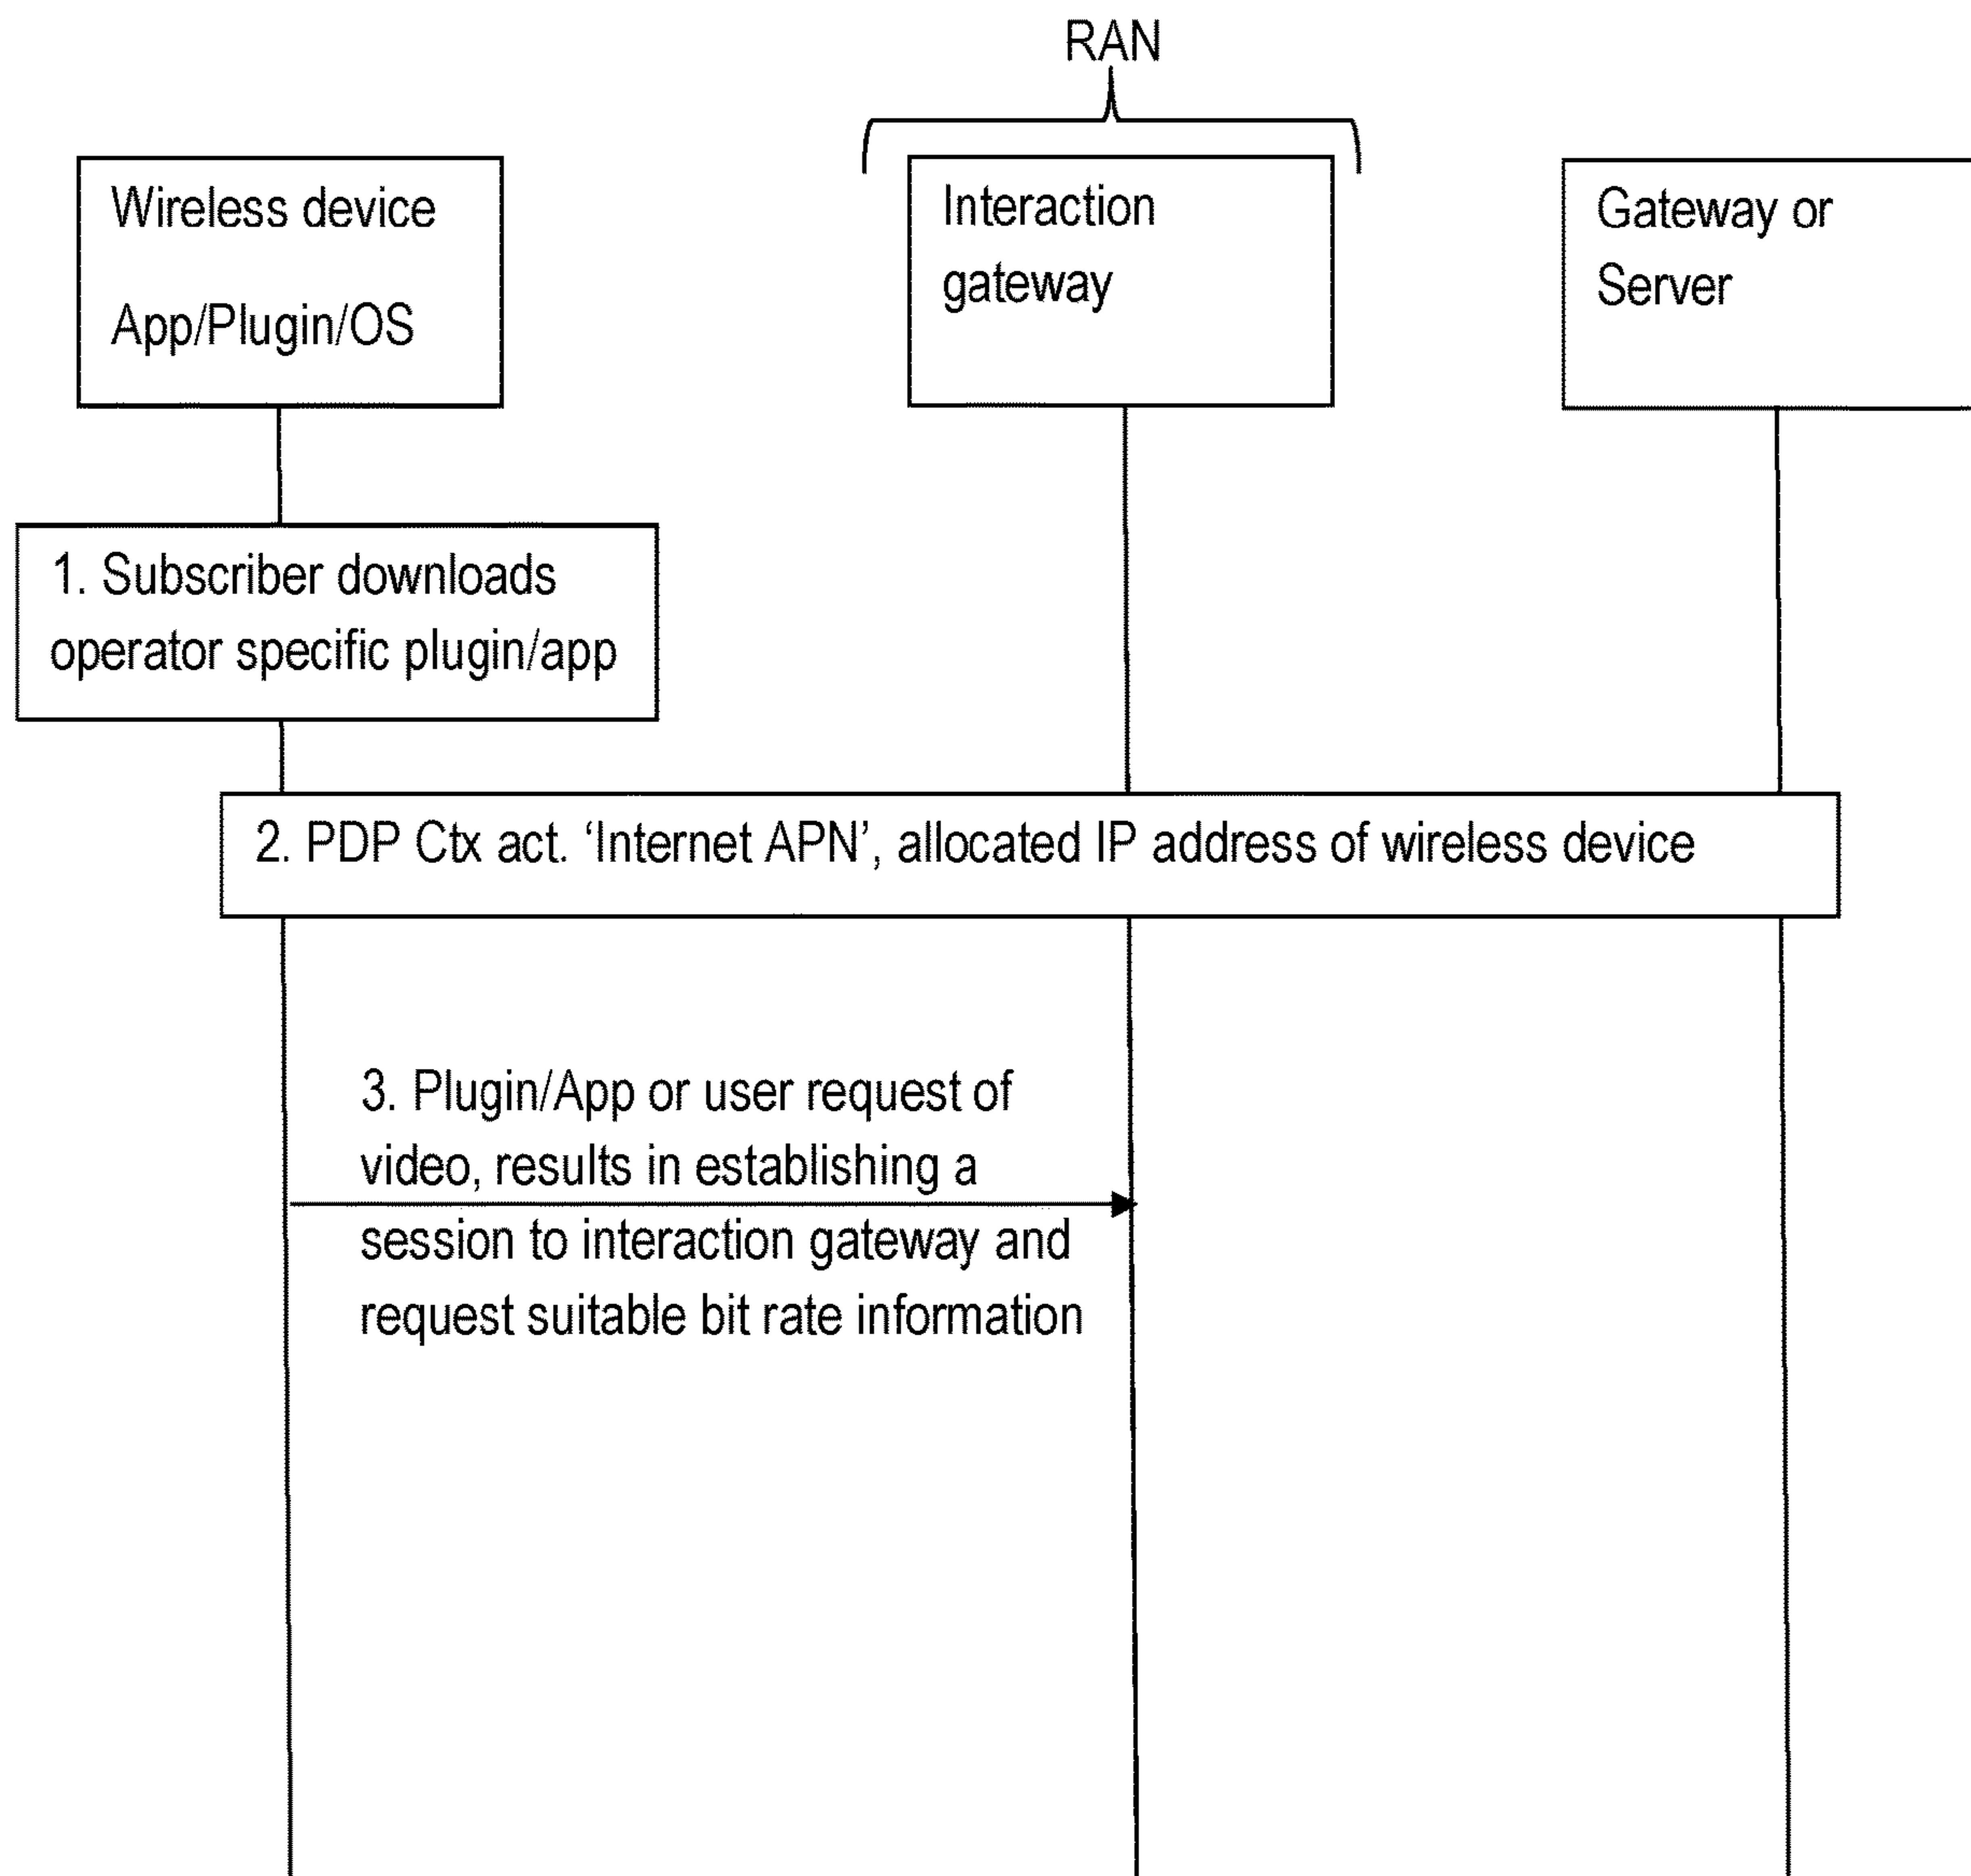 RAN
Wireless device
App/Plugin/OS
Interaction
gateway
Gateway or
Server
1. Subscriber downloads
operator specific plugin/app
2. PDP Ctx act. ‘Internet APN’, allocated IP address of wireless device
3. Plugin/App or user request of
video, results in establishing a
session to interaction gateway and
request suitable bit rate information